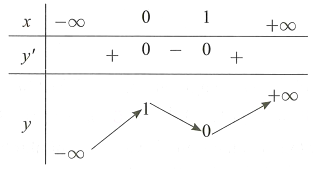 x −∞ 0 1 +∞
y′ + 0 − 0 +
+∞
1
y 0
−∞